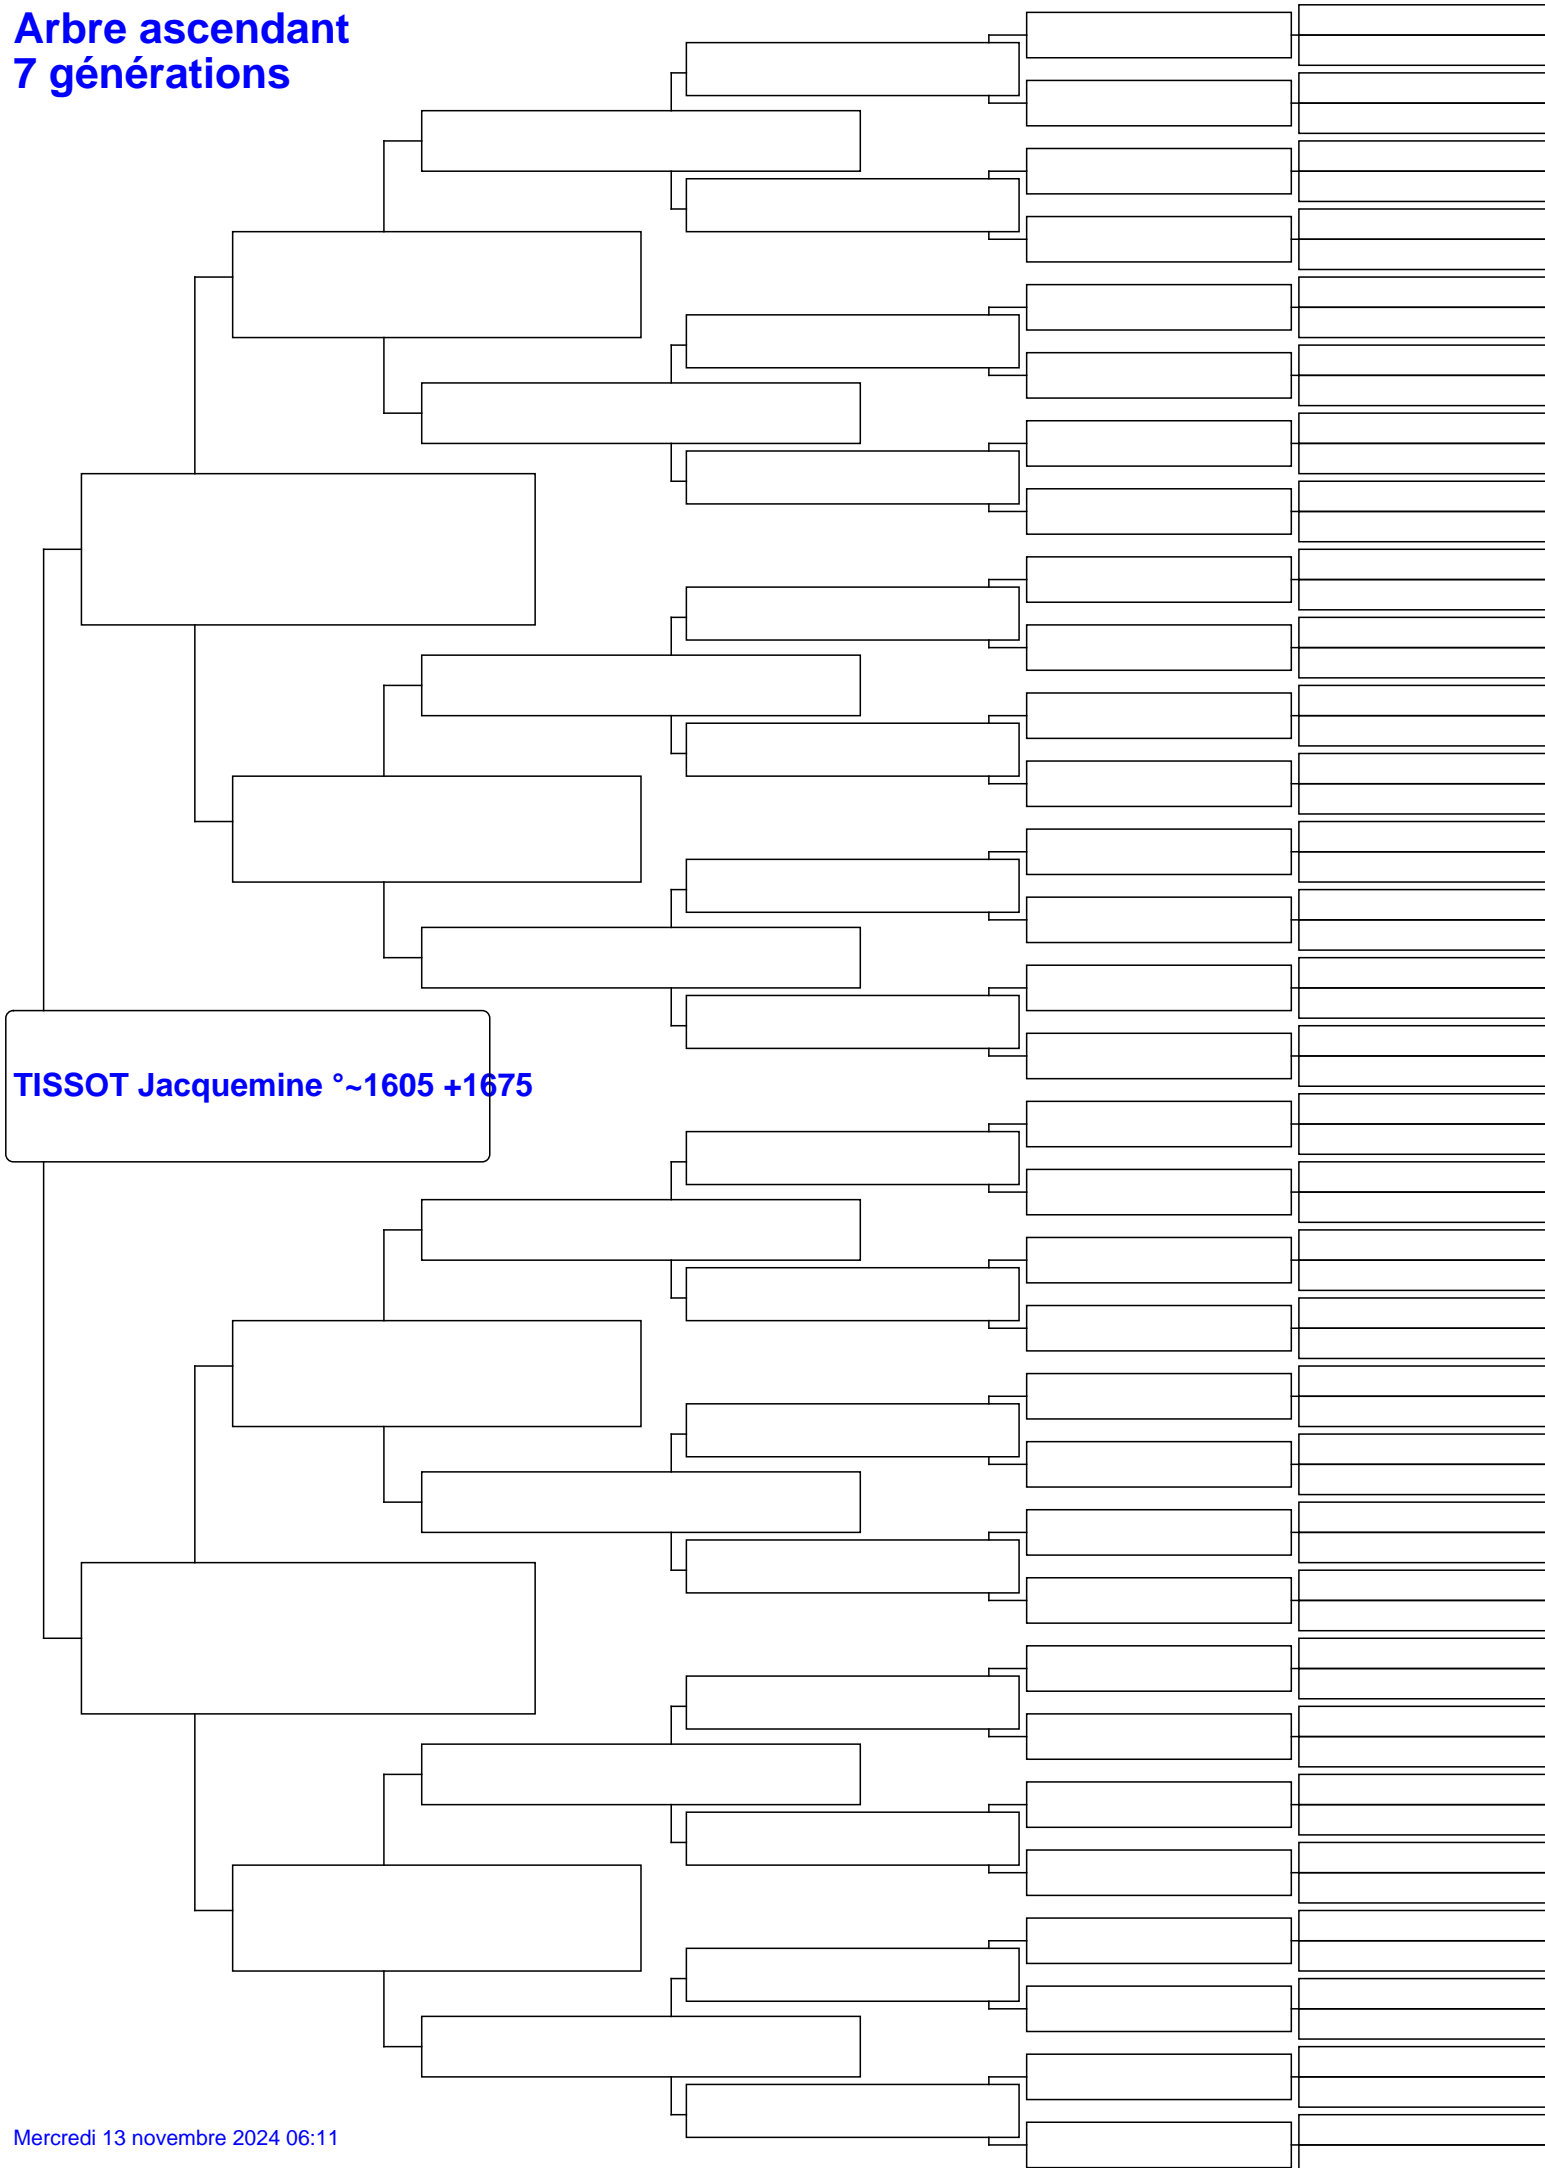 Arbre ascendant
7 générations
TISSOT Jacquemine °~1605 +1675
Mercredi 13 novembre 2024 06:11